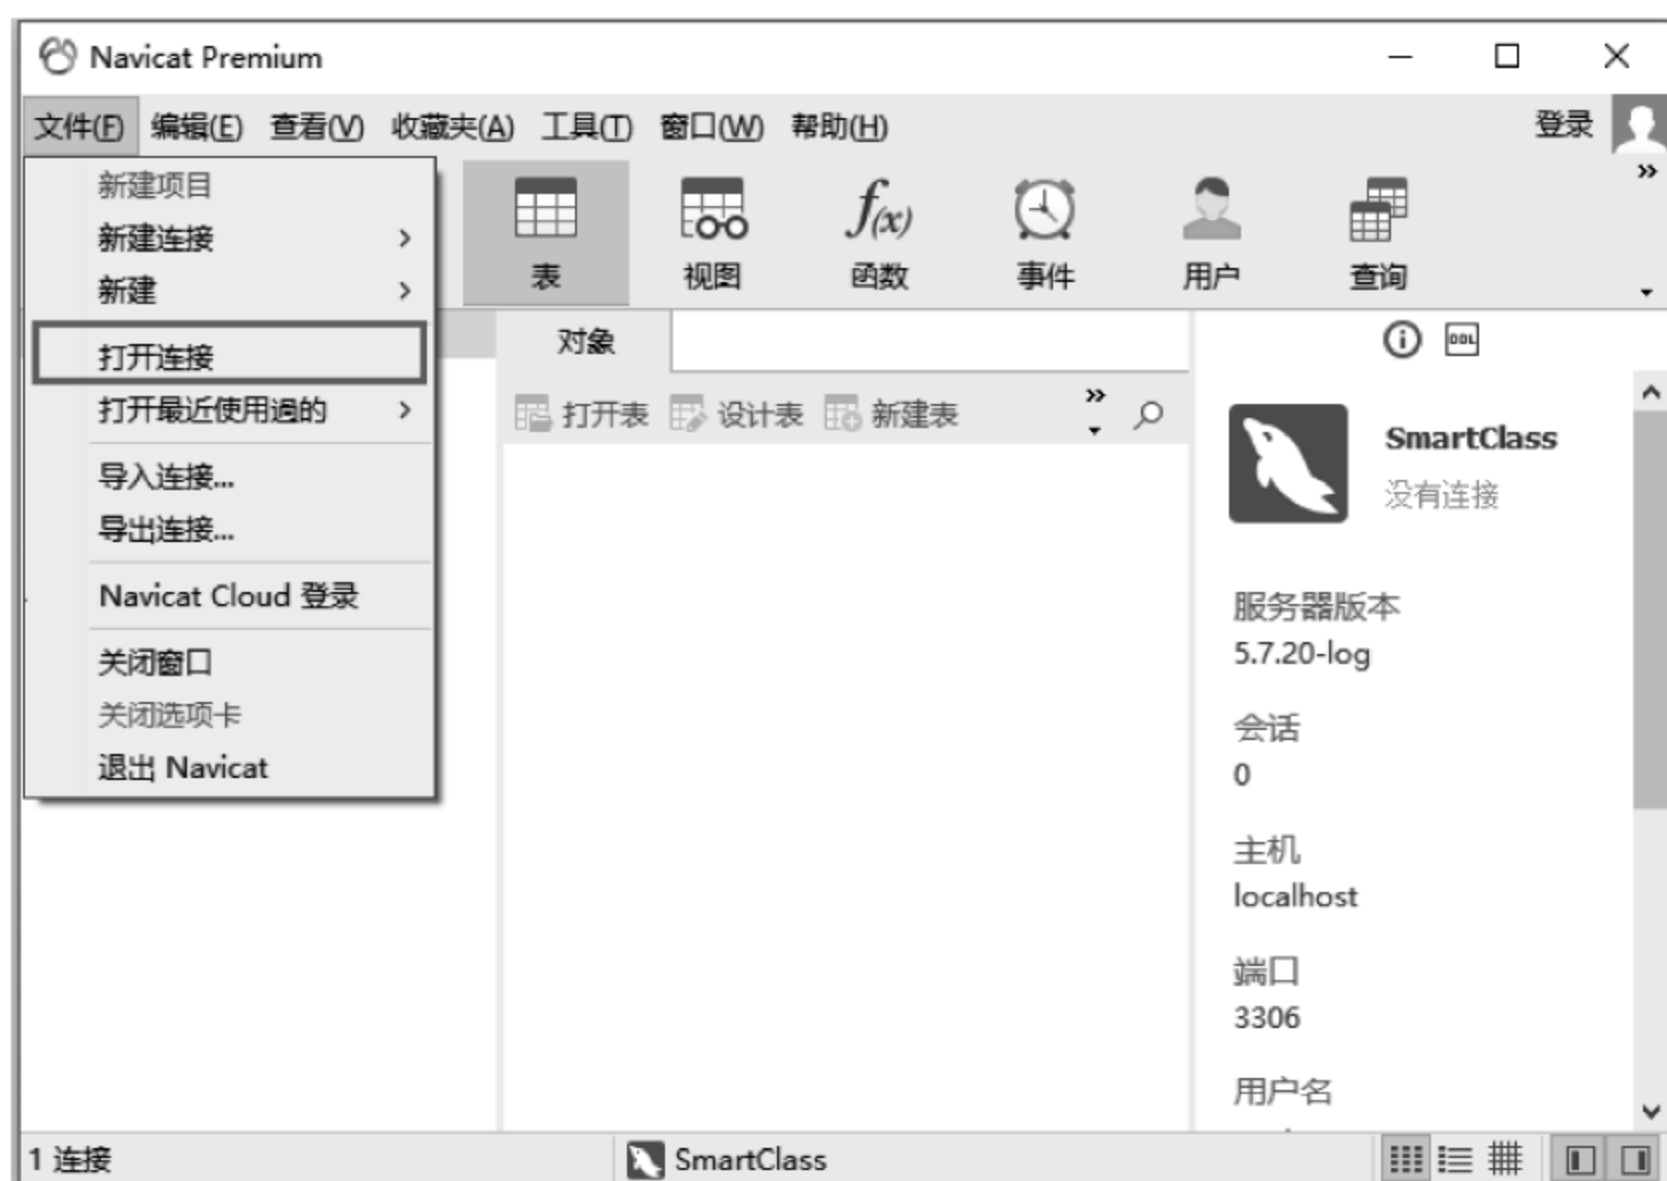 Navicat Premium
文件(F) 编辑(E) 查看(V) 收藏夹(A) 工具(T) 窗口(W) 帮助(H) 登录
新建项目
新建连接
新建
打开连接
打开最近使用過的
导入连接...
导出连接...
Navicat Cloud 登录
关闭窗口
关闭选项卡
退出 Navicat
表 视图 f(x) 函数 事件 用户 查询
对象
打开表 设计表 新建表
DDL
SmartClass
没有连接
服务器版本
5.7.20-log
会话
0
主机
localhost
端口
3306
用户名
1 连接 SmartClass